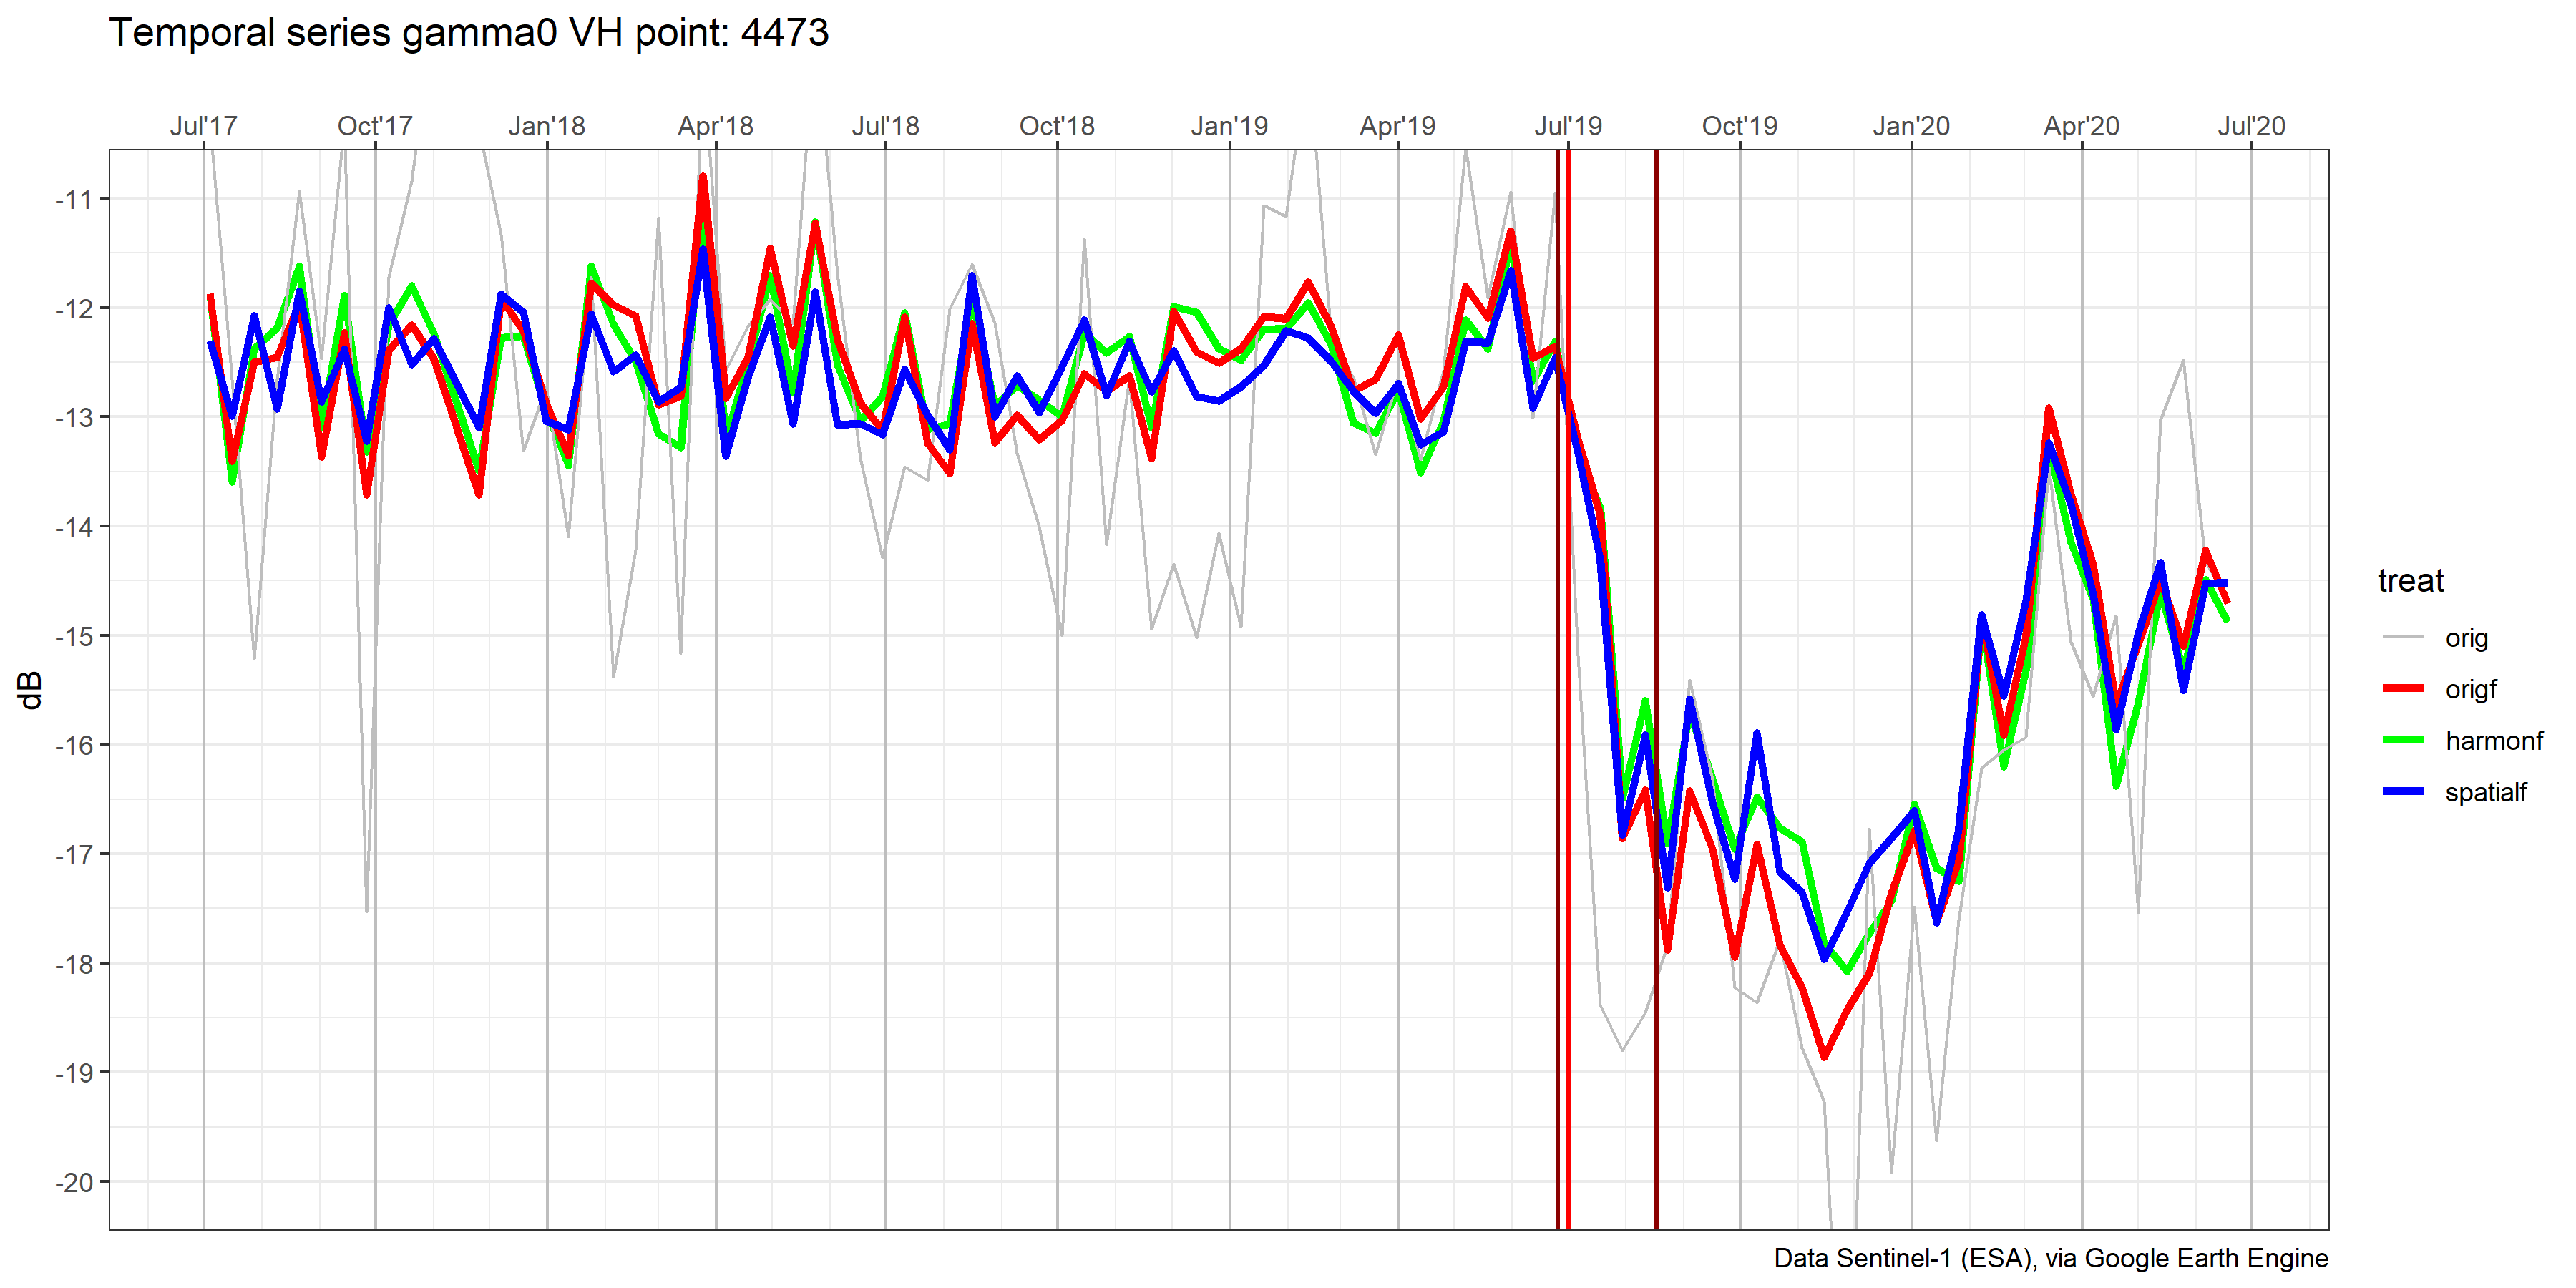 Temporal series gamma0 VH point: 4473
Jul'17 Oct'17 Jan'18 Apr'18 Jul'18 Oct'18 Jan'19 Apr'19 Jul'19 Oct'19 Jan'20 Apr'20 Jul'20
-11
-12
-13
-14
-15
-16
-17
-18
-19
-20
dB
treat
orig
origf
harmonf
spatialf
Data Sentinel-1 (ESA), via Google Earth Engine